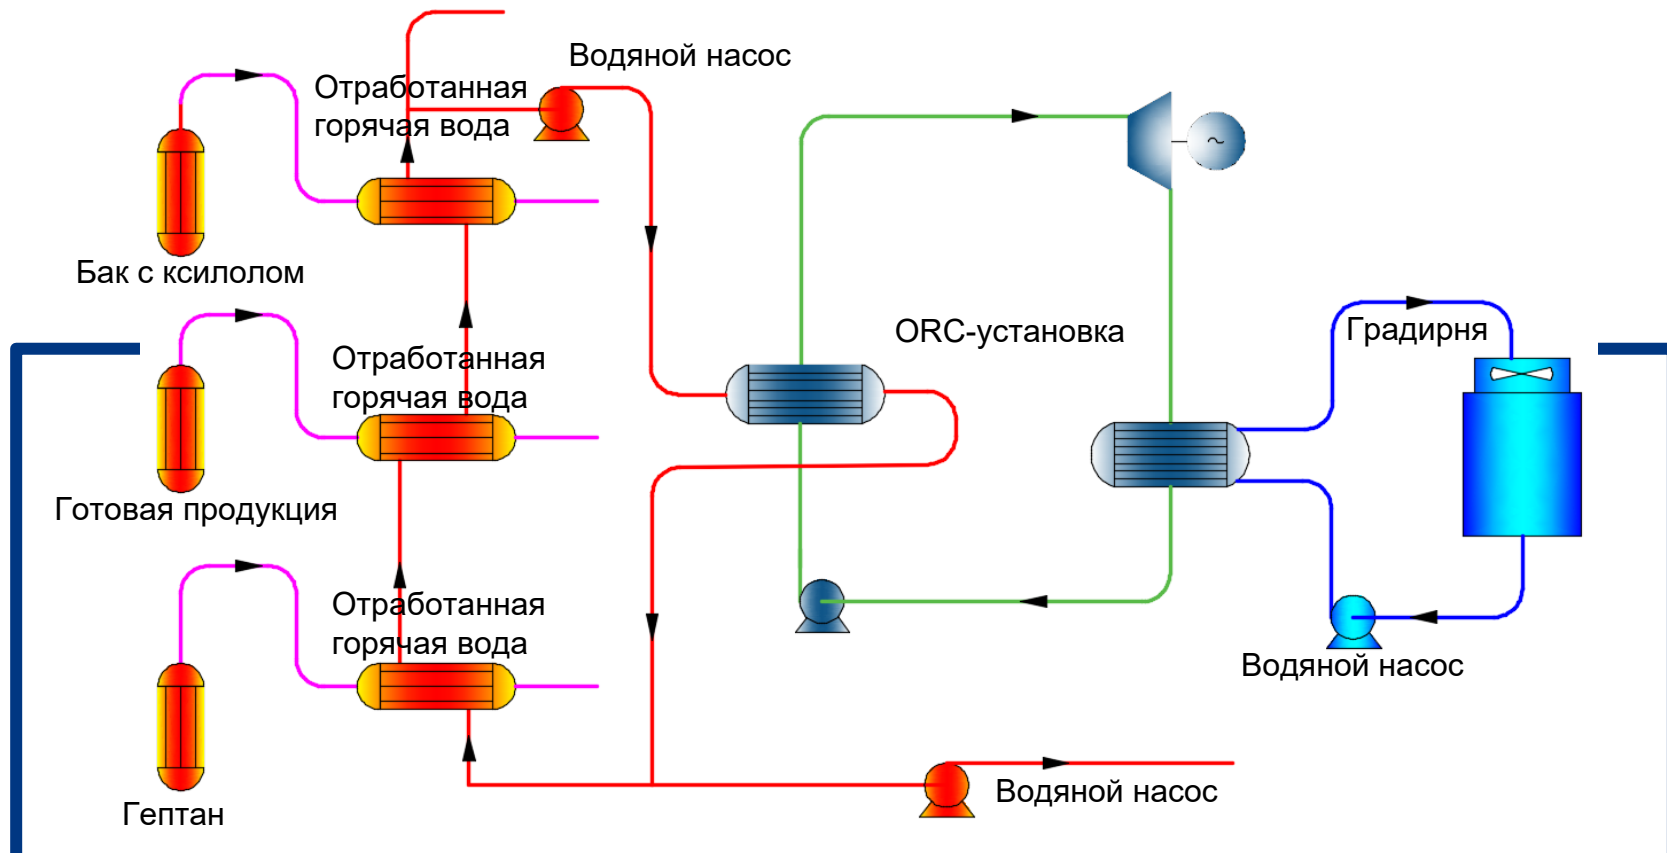 Водяной насос
Отработанная
горячая вода
Бак с ксилолом
ORC-установка
Градирня
Отработанная
горячая вода
Готовая продукция
Отработанная
горячая вода
Водяной насос
Водяной насос
Гептан